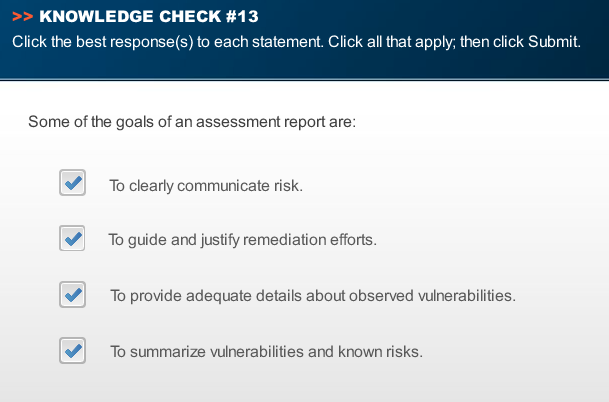 >> KNOWLEDGE CHECK #13
Click the best response(s) to each statement. Click all that apply; then click Submit.
Some of the goals of an assessment report are:
To clearly communicate risk.
To guide and justify remediation efforts.
To provide adequate details about observed vulnerabilities.
To summarize vulnerabilities and known risks.